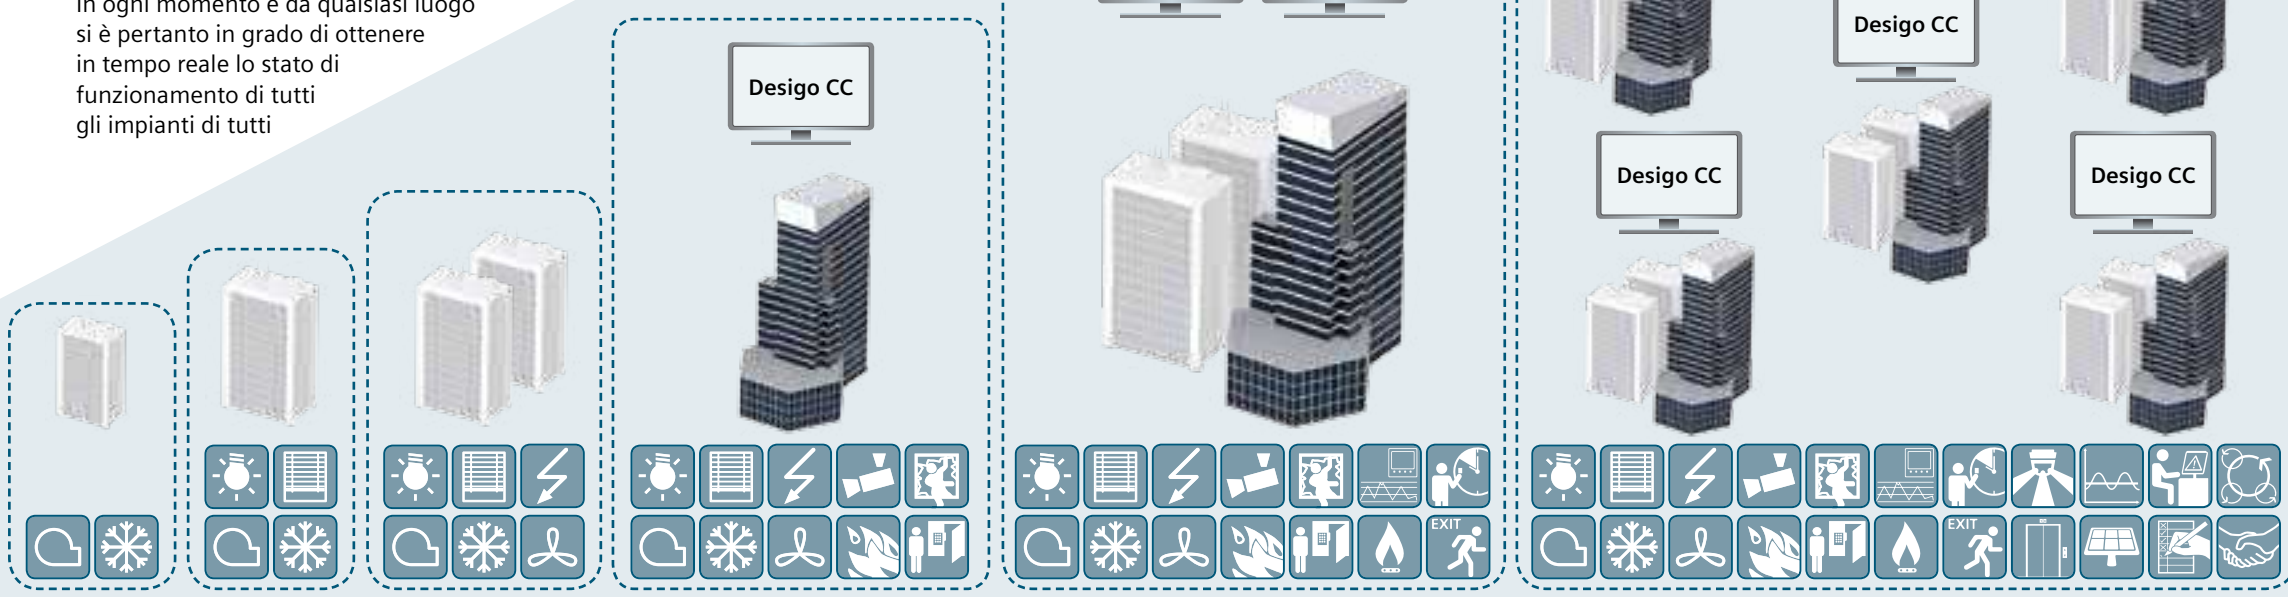 in ogni momento e da qualsiasi luogo
si è pertanto in grado di ottenere
in tempo reale lo stato di
funzionamento di tutti
gli impianti di tutti
Desigo CC
Desigo CC
Desigo CC
Desigo CC
EXIT
EXIT